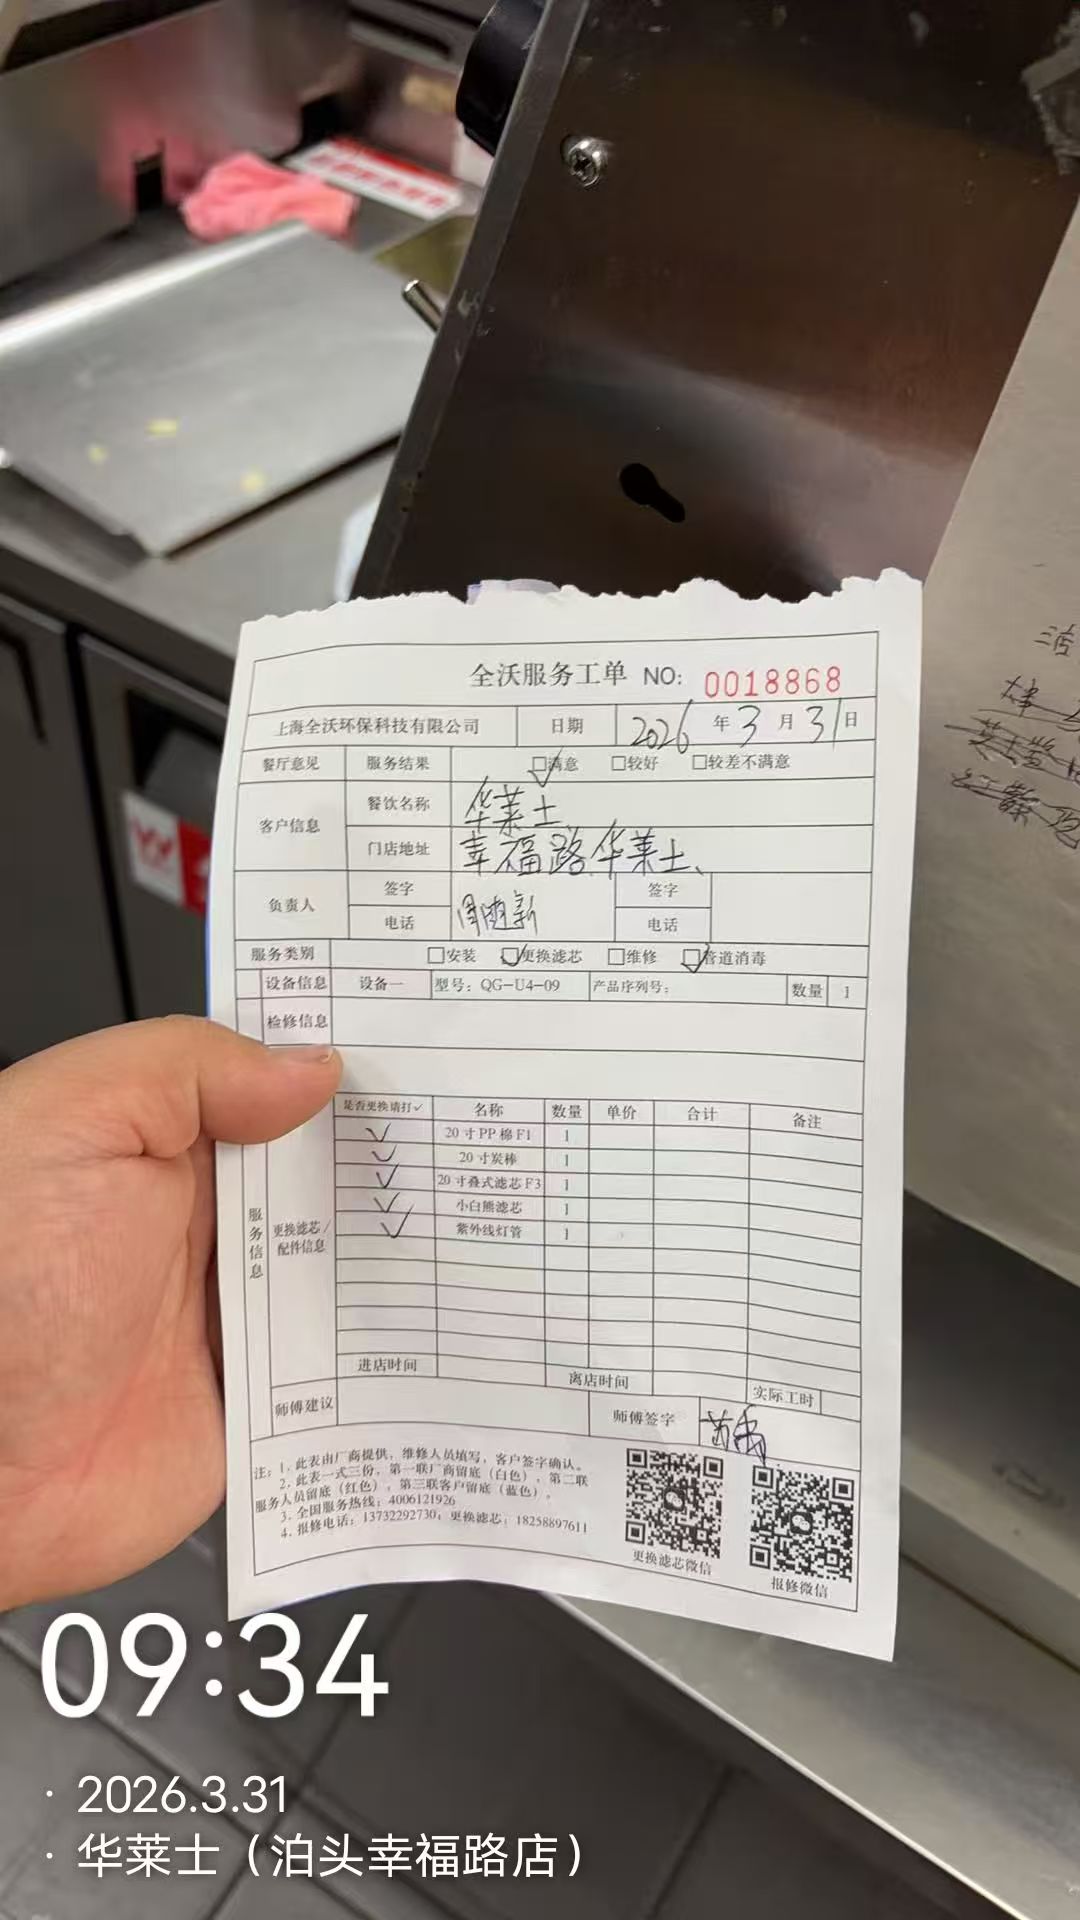 全沃服务工单 NO: 0018868
上海全沃环保科技有限公司 日期 2026 年 3 月 31 日
餐厅意见 服务结果 □满意 □较好 □较差不满意
客户信息 餐饮名称 华莱士
门店地址 幸福路华莱士
负责人 签字 签字
电话 电话
服务类别 □安装 □更换滤芯 □维修 □管道消毒
设备信息 设备一 型号: QG-U4-09 产品序列号: 数量 1
检修信息
服务信息
更换滤芯/配件信息
是否更换请打✓ 名称 数量 单价 合计 备注
✓ 20寸PP棉F1 1
✓ 20寸炭棒 1
✓ 20寸叠式滤芯F3 1
✓ 小白熊滤芯 1
✓ 紫外线灯管 1
进店时间 离店时间 实际工时
师傅建议 师傅签字
注: 1. 此表由厂商提供, 维修人员填写, 客户签字确认。
2. 此表一式三份, 第一联厂商留底 (白色), 第二联
服务人员留底 (红色), 第三联客户留底 (蓝色)。
3. 全国服务热线: 4006121926
4. 报修电话: 13732292730; 更换滤芯: 18258897611
更换滤芯微信
报修微信
09:34
· 2026.3.31
· 华莱士（泊头幸福路店）